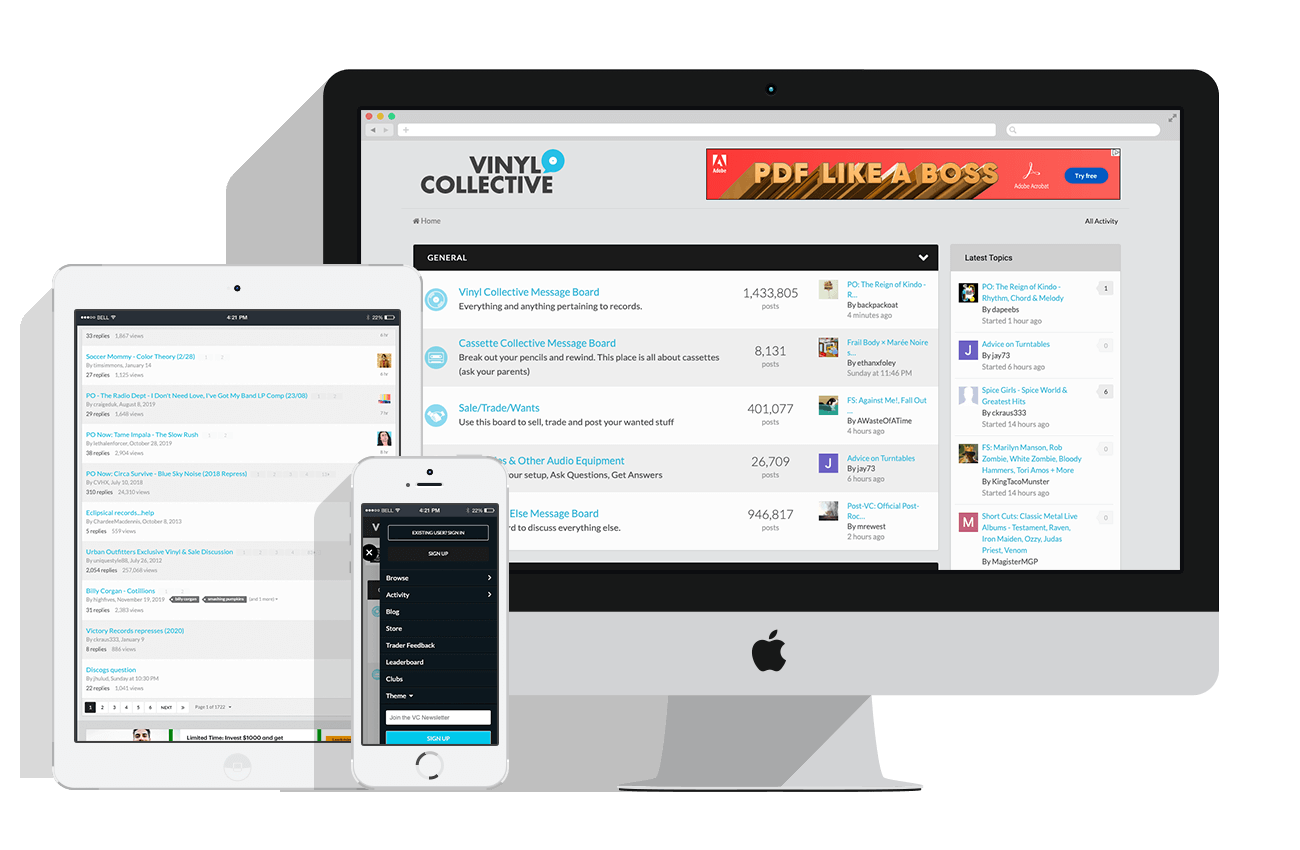 VINYL
COLLECTIVE
Adobe
PDF LIKE A BOSS
Adobe Acrobat
Try free
Home
All Activity
GENERAL
Vinyl Collective Message Board
Everything and anything pertaining to records.
1,433,805
posts
PO: The Reign of Kindo -
R...
By backpackoat
4 minutes ago
Cassette Collective Message Board
Break out your pencils and rewind. This place is all about cassettes
(ask your parents)
8,131
posts
Frail Body × Marée Noire
s...
By ethanxfoley
Sunday at 11:46 PM
Sale/Trade/Wants
Use this board to sell, trade and post your wanted stuff
401,077
posts
FS: Against Me!, Fall Out
...
By AWasteOfATime
4 hours ago
& Other Audio Equipment
our setup, Ask Questions, Get Answers
26,709
posts
J
Advice on Turntables
By jay73
6 hours ago
Else Message Board
rd to discuss everything else.
946,817
posts
Post-VC: Official Post-
Roc...
By mrewest
2 hours ago
Latest Topics
PO: The Reign of Kindo -
Rhythm, Chord & Melody
By dapeebs
Started 1 hour ago
1
J
Advice on Turntables
By jay73
Started 6 hours ago
0
Spice Girls - Spice World &
Greatest Hits
By ckraus333
Started 14 hours ago
6
FS: Marilyn Manson, Rob
Zombie, White Zombie, Bloody
Hammers, Tori Amos + More
By KingTacoMunster
Started 14 hours ago
0
M
Short Cuts: Classic Metal Live
Albums - Testament, Raven,
Iron Maiden, Ozzy, Judas
Priest, Venom
By MagisterMGP
0
BELL
4:21 PM
22%
33 replies 1,667 views
Soccer Mommy - Color Theory (2/28) 1 2
By timsimmons, January 14
27 replies 1,125 views
PO - The Radio Dept - I Don't Need Love, I've Got My Band LP Comp (23/08) 1 2
By craigeduk, August 8, 2019
29 replies 1,648 views
PO Now: Tame Impala - The Slow Rush 1 2
By lethalenforcer, October 28, 2019
38 replies 2,904 views
PO Now: Circa Survive - Blue Sky Noise (2018 Repress)
By CVHX, July 10, 2018
310 replies 24,310 views
Eclipsical records...help
By ChardeeMacdennis, October 8, 2013
5 replies 559 views
Urban Outfitters Exclusive Vinyl & Sale Discussion
By uniquestyle88, July 26, 2012
2,054 replies 257,068 views
Billy Corgan - Cotillions 1 2
By highfives, November 19, 2019 billy corgan smashing pumpkins (and 1 more)
31 replies 2,383 views
Victory Records represses (2020)
By ckraus333, January 9
8 replies 886 views
Discogs question
By jhulud, Sunday at 10:30 PM
22 replies 1,041 views
1 2 3 4 5 6 NEXT » Page 1 of 1722
Limited Time: Invest $1000 and get
BELL
4:21 PM
22%
V
EXISTING USER? SIGN IN
SIGN UP
Browse
Activity
Blog
Store
Trader Feedback
Leaderboard
Clubs
Theme
Join the VC Newsletter
SIGN UP